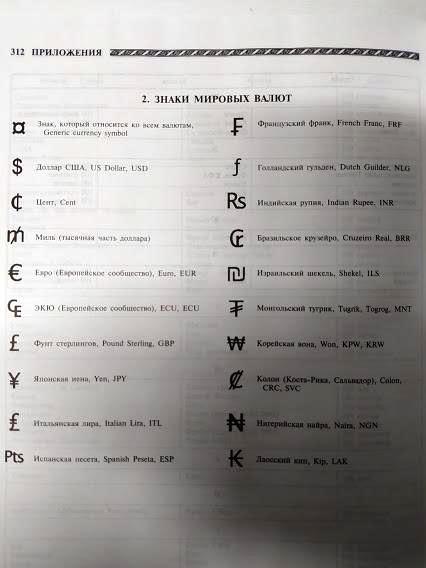 312 ПРИЛОЖЕНИЯ
2. ЗНАКИ МИРОВЫХ ВАЛЮТ
¤ Знак, который относится ко всем валютам,
Generic currency symbol
$ Доллар США, US Dollar, USD
₵ Цент, Cent
₥ Миль (тысячная часть доллара)
€ Евро (Европейское сообщество), Euro, EUR
₠ ЭКЮ (Европейское сообщество), ECU, ECU
£ Фунт стерлингов, Pound Sterling, GBP
¥ Японская иена, Yen, JPY
₤ Итальянская лира, Italian Lira, ITL
Pts Испанская песета, Spanish Peseta, ESP
₣ Французский франк, French Franc, FRF
ƒ Голландский гульден, Dutch Guilder, NLG
Rs Индийская рупия, Indian Rupee, INR
₢ Бразильское крузейро, Cruzeiro Real, BRR
₪ Израильский шекель, Shekel, ILS
₮ Монгольский тугрик, Tugrik, Togrog, MNT
₩ Корейская вона, Won, KPW, KRW
₡ Колон (Коста-Рика, Сальвадор), Colon,
CRC, SVC
₦ Нигерийская найра, Naira, NGN
₭ Лаосский кип, Kip, LAK